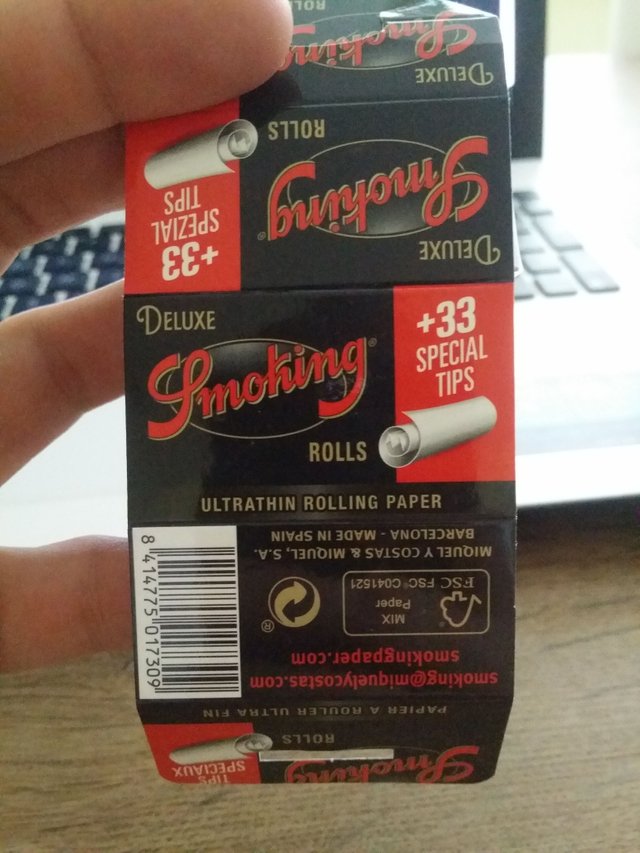 DELUXE
Smoking
ROLLS
DELUXE
Smoking®
ROLLS
+33
SPEZIAL
TIPS
DELUXE
Smoking®
ROLLS
+33
SPECIAL
TIPS
ULTRATHIN ROLLING PAPER
MIQUEL Y COSTAS & MIQUEL, S.A.
BARCELONA - MADE IN SPAIN
MIX
Paper
FSC FSC® C041521
®
smoking@miquelycostas.com
smokingpaper.com
8 414775 017309
PAPIER A ROULER ULTRA FIN
Smoking
ROLLS
TIPS
SPECIAUX